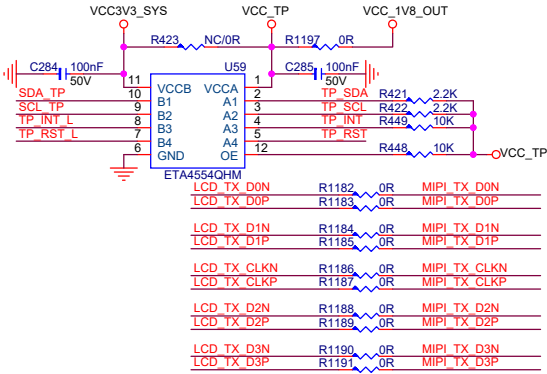 VCC3V3_SYS VCC_TP VCC_1V8_OUT
R423 NC/0R R1197 0R
C284 100nF 50V U59 C285 100nF 50V
11 VCCB VCCA 1
SDA_TP 10 B1 A1 2 TP_SDA R421 2.2K
SCL_TP 9 B2 A2 3 TP_SCL R422 2.2K
TP_INT_L 8 B3 A3 4 TP_INT R449 10K
TP_RST_L 7 B4 A4 5 TP_RST
6 GND OE 12 R448 10K VCC_TP
ETA4554QHM
LCD_TX_D0N R1182 0R MIPI_TX_D0N
LCD_TX_D0P R1183 0R MIPI_TX_D0P
LCD_TX_D1N R1184 0R MIPI_TX_D1N
LCD_TX_D1P R1185 0R MIPI_TX_D1P
LCD_TX_CLKN R1186 0R MIPI_TX_CLKN
LCD_TX_CLKP R1187 0R MIPI_TX_CLKP
LCD_TX_D2N R1188 0R MIPI_TX_D2N
LCD_TX_D2P R1189 0R MIPI_TX_D2P
LCD_TX_D3N R1190 0R MIPI_TX_D3N
LCD_TX_D3P R1191 0R MIPI_TX_D3P